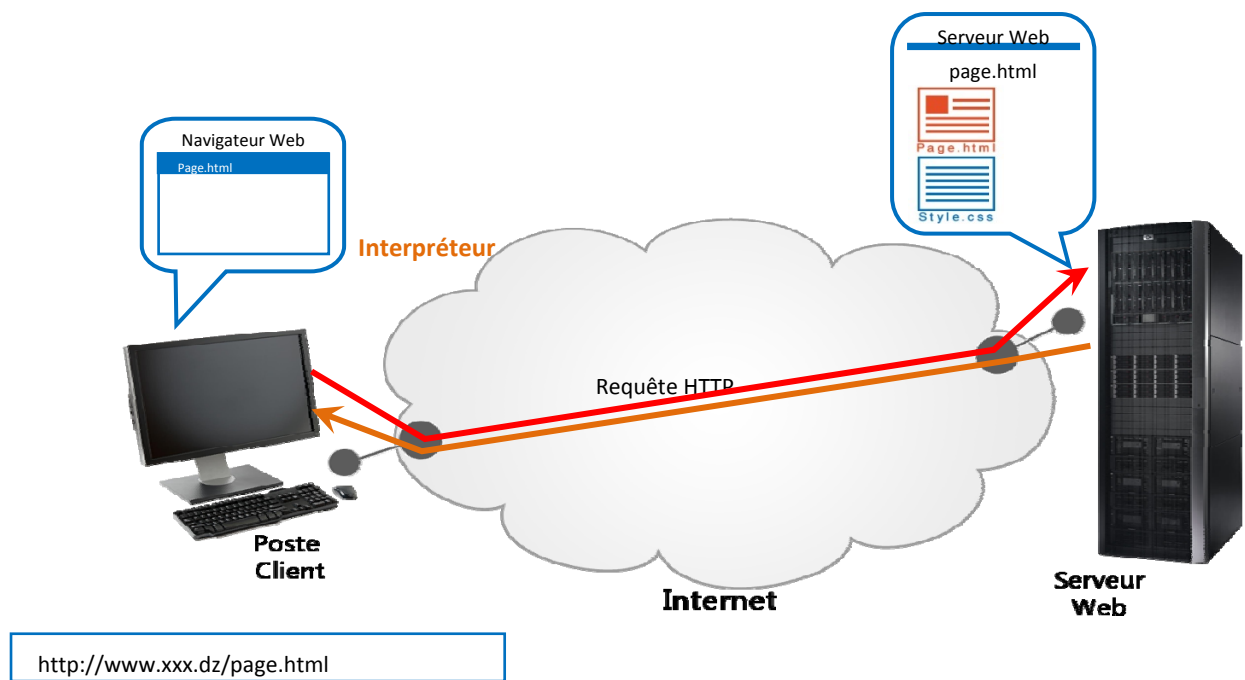 Serveur Web
page.html
Page.html
Style.css
Navigateur Web
Page.html
Interpréteur
Requête HTTP
Poste
Client
Internet
Serveur
Web
http://www.xxx.dz/page.html